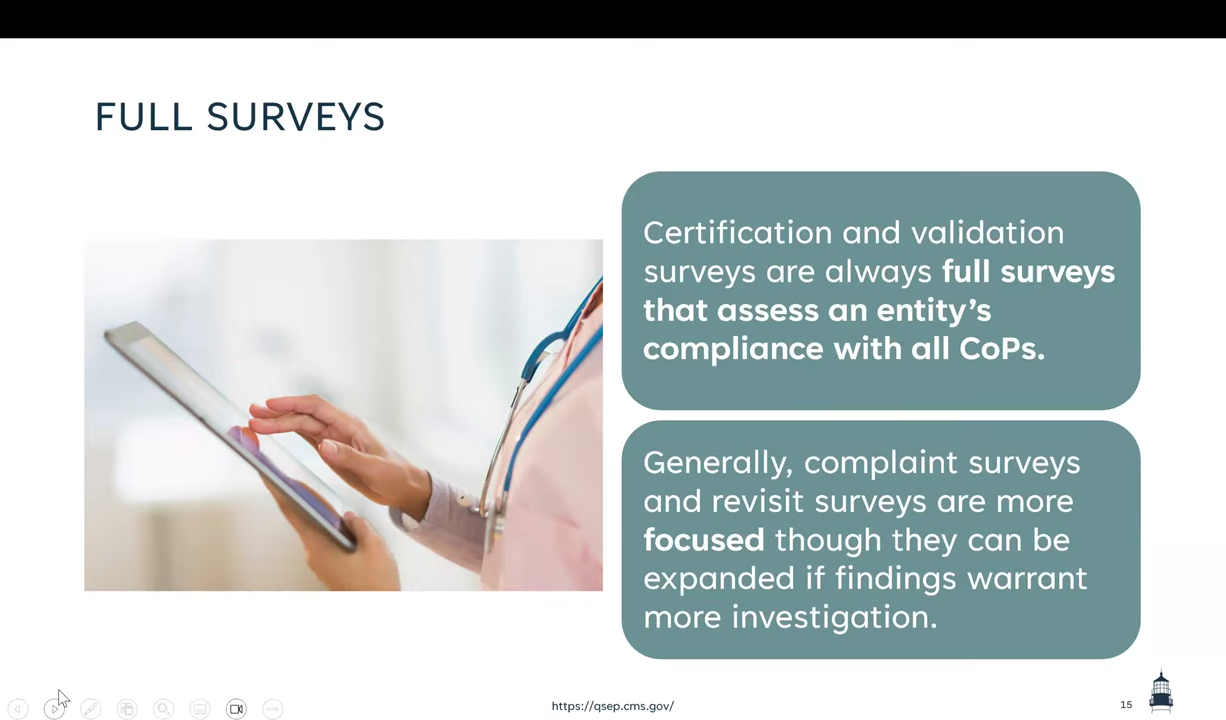 FULL SURVEYS
Certification and validation
surveys are always full surveys
that assess an entity’s
compliance with all CoPs.
Generally, complaint surveys
and revisit surveys are more
focused though they can be
expanded if findings warrant
more investigation.
https://qsep.cms.gov/
15